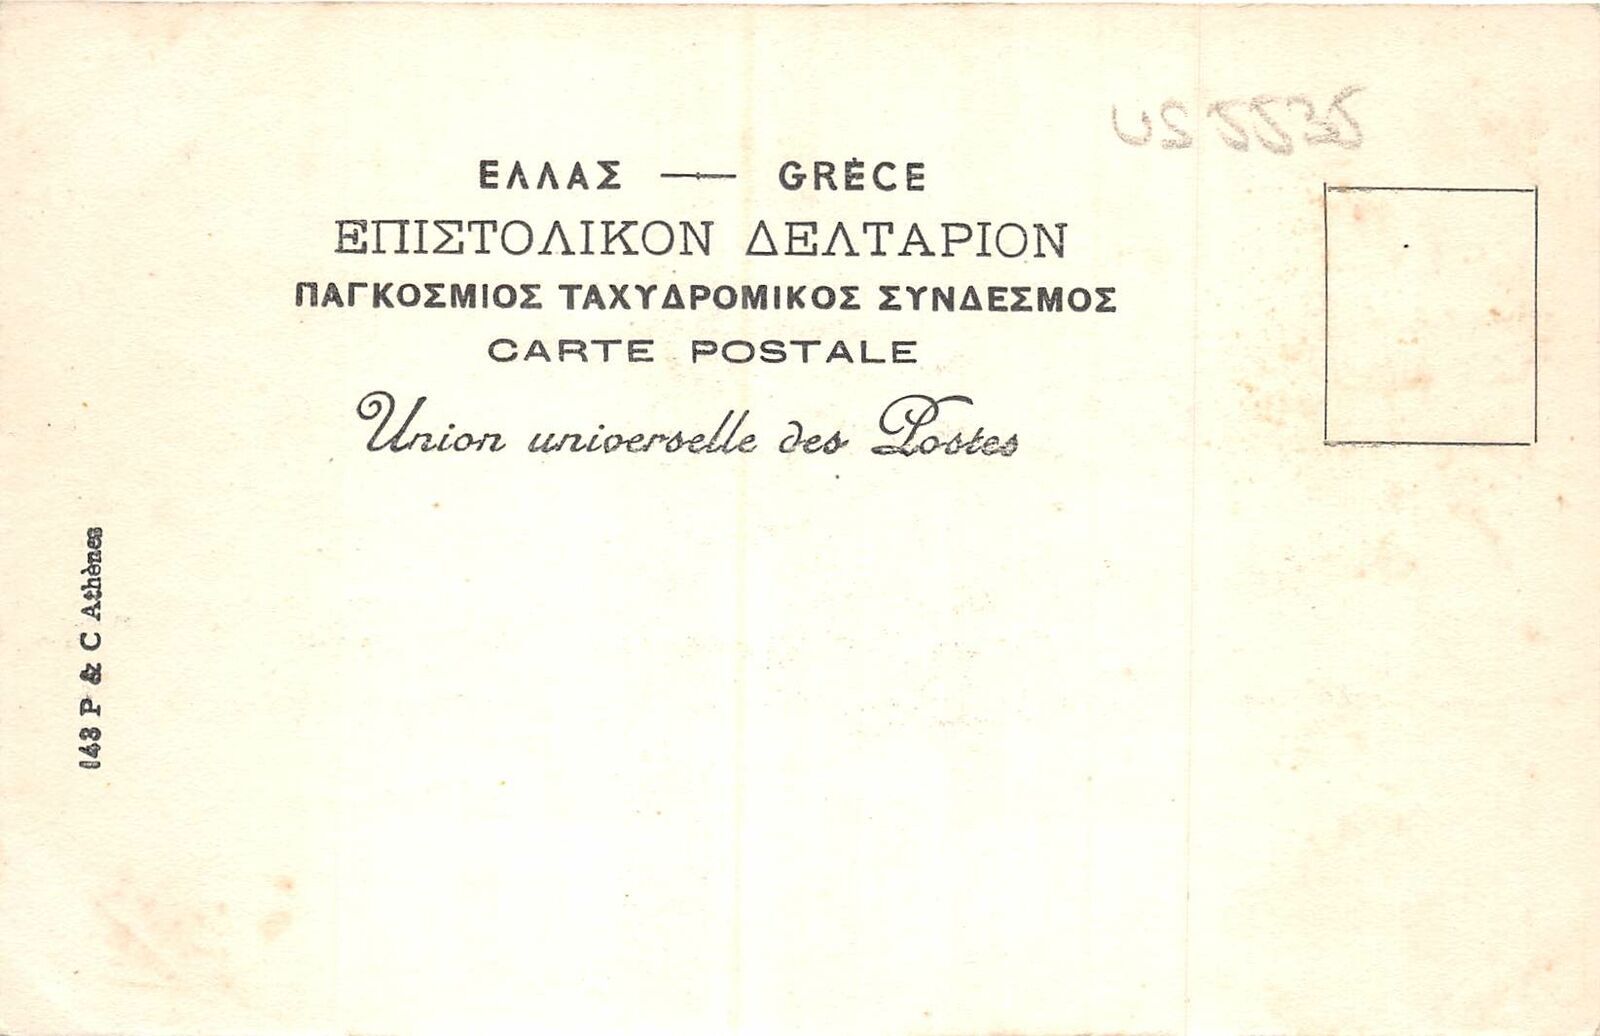 ΕΛΛΑΣ — GRÈCE
ΕΠΙΣΤΟΛΙΚΟΝ ΔΕΛΤΑΡΙΟΝ
ΠΑΓΚΟΣΜΙΟΣ ΤΑΧΥΔΡΟΜΙΚΟΣ ΣΥΝΔΕΣΜΟΣ
CARTE POSTALE
Union universelle des Postes
143 P & C Athènes